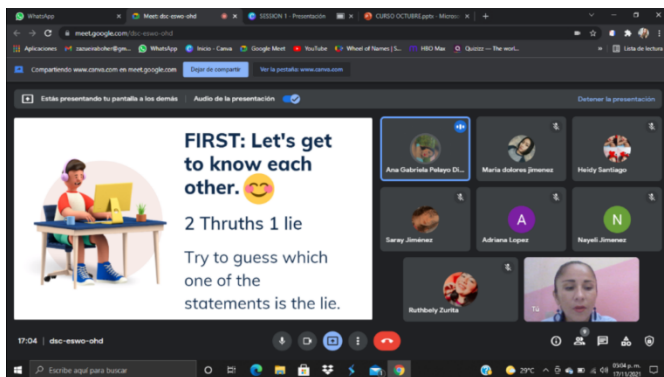 WhatsApp
Meet: dsc-eswo-ohd
SESSION 1 - Presentación
CURSO OCTUBRE.pptx - Microso
meet.google.com/dsc-eswo-ohd
Aplicaciones
WhatsApp
Inicio - Canva
Google Meet
YouTube
Wheel of Names | S...
HBO Max
Quizizz — The worl...
Lista de lectura
Compartiendo www.canva.com en meet.google.com
Dejar de compartir
Ver la pestaña: www.canva.com
Estás presentando tu pantalla a los demás
Audio de la presentación
Detener la presentación
FIRST: Let's get
to know each
other.
2 Thruths 1 lie
Try to guess which
one of the
statements is the lie.
Ana Gabriela Pelayo Di...
Maria dolores jimenez
Heidy Santiago
Saray Jiménez
A
Adriana Lopez
N
Nayeli Jimenez
Ruthbely Zurita
Tú
17:04 | dsc-eswo-ohd
Escribe aquí para buscar
29°C
05:04 p. m.
17/11/2021